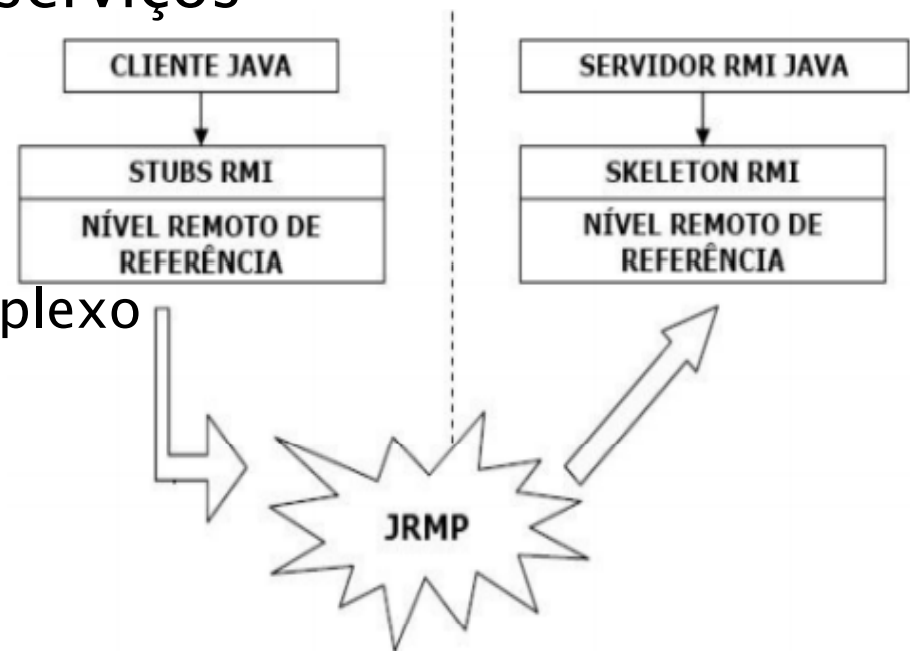 serviços
CLIENTE JAVA
STUBS RMI
NÍVEL REMOTO DE
REFERÊNCIA
SERVIDOR RMI JAVA
SKELETON RMI
NÍVEL REMOTO DE
REFERÊNCIA
plexo
JRMP